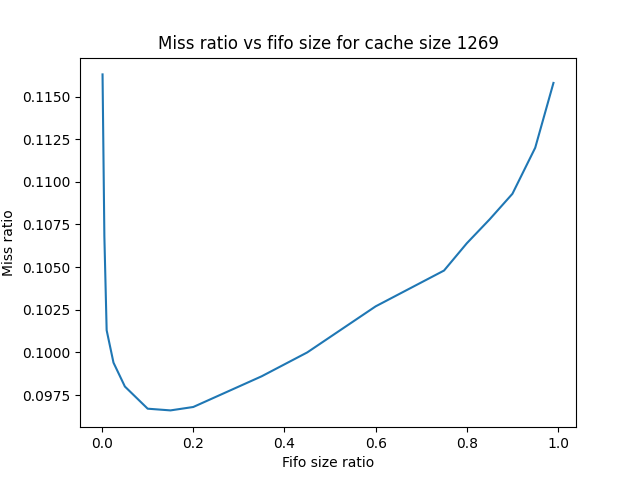 Miss ratio vs fifo size for cache size 1269
Miss ratio
0.1150
0.1125
0.1100
0.1075
0.1050
0.1025
0.1000
0.0975
0.0 0.2 0.4 0.6 0.8 1.0
Fifo size ratio